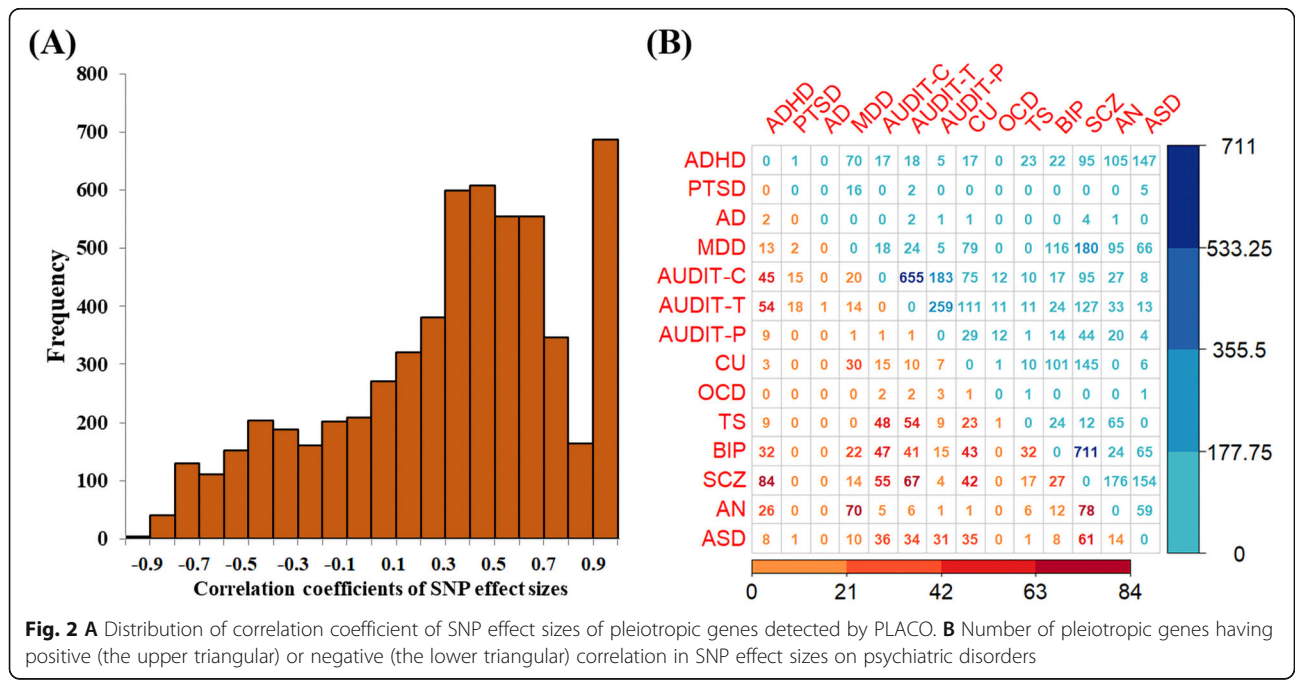 (A)
(B)
800
700
600
500
400
300
200
100
0
Frequency
-0.9 -0.7 -0.5 -0.3 -0.1 0.1 0.3 0.5 0.7 0.9
Correlation coefficients of SNP effect sizes
ADHD PTSD AD MDD AUDIT-C AUDIT-T AUDIT-P CU OCD TS BIP SCZ AN ASD
ADHD 0 1 0 70 17 18 5 17 0 23 22 95 105 147
PTSD 0 0 0 16 0 2 0 0 0 0 0 0 0 5
AD 2 0 0 0 0 2 1 1 0 0 0 4 1 0
MDD 13 2 0 0 18 24 5 79 0 0 116 180 95 66
AUDIT-C 45 15 0 20 0 655 183 75 12 10 17 95 27 8
AUDIT-T 54 18 1 14 0 0 259 111 11 11 24 127 33 13
AUDIT-P 9 0 0 1 1 1 0 29 12 1 14 44 20 4
CU 3 0 0 30 15 10 7 0 1 10 101 145 0 6
OCD 0 0 0 0 2 2 3 1 0 1 0 0 0 1
TS 9 0 0 0 48 54 9 23 1 0 24 12 65 0
BIP 32 0 0 22 47 41 15 43 0 32 0 711 24 65
SCZ 84 0 0 14 55 67 4 42 0 17 27 0 176 154
AN 26 0 0 70 5 6 1 1 0 6 12 78 0 59
ASD 8 1 0 10 36 34 31 35 0 1 8 61 14 0
711
533.25
355.5
177.75
0
0 21 42 63 84
Fig. 2 A Distribution of correlation coefficient of SNP effect sizes of pleiotropic genes detected by PLACO. B Number of pleiotropic genes having
positive (the upper triangular) or negative (the lower triangular) correlation in SNP effect sizes on psychiatric disorders